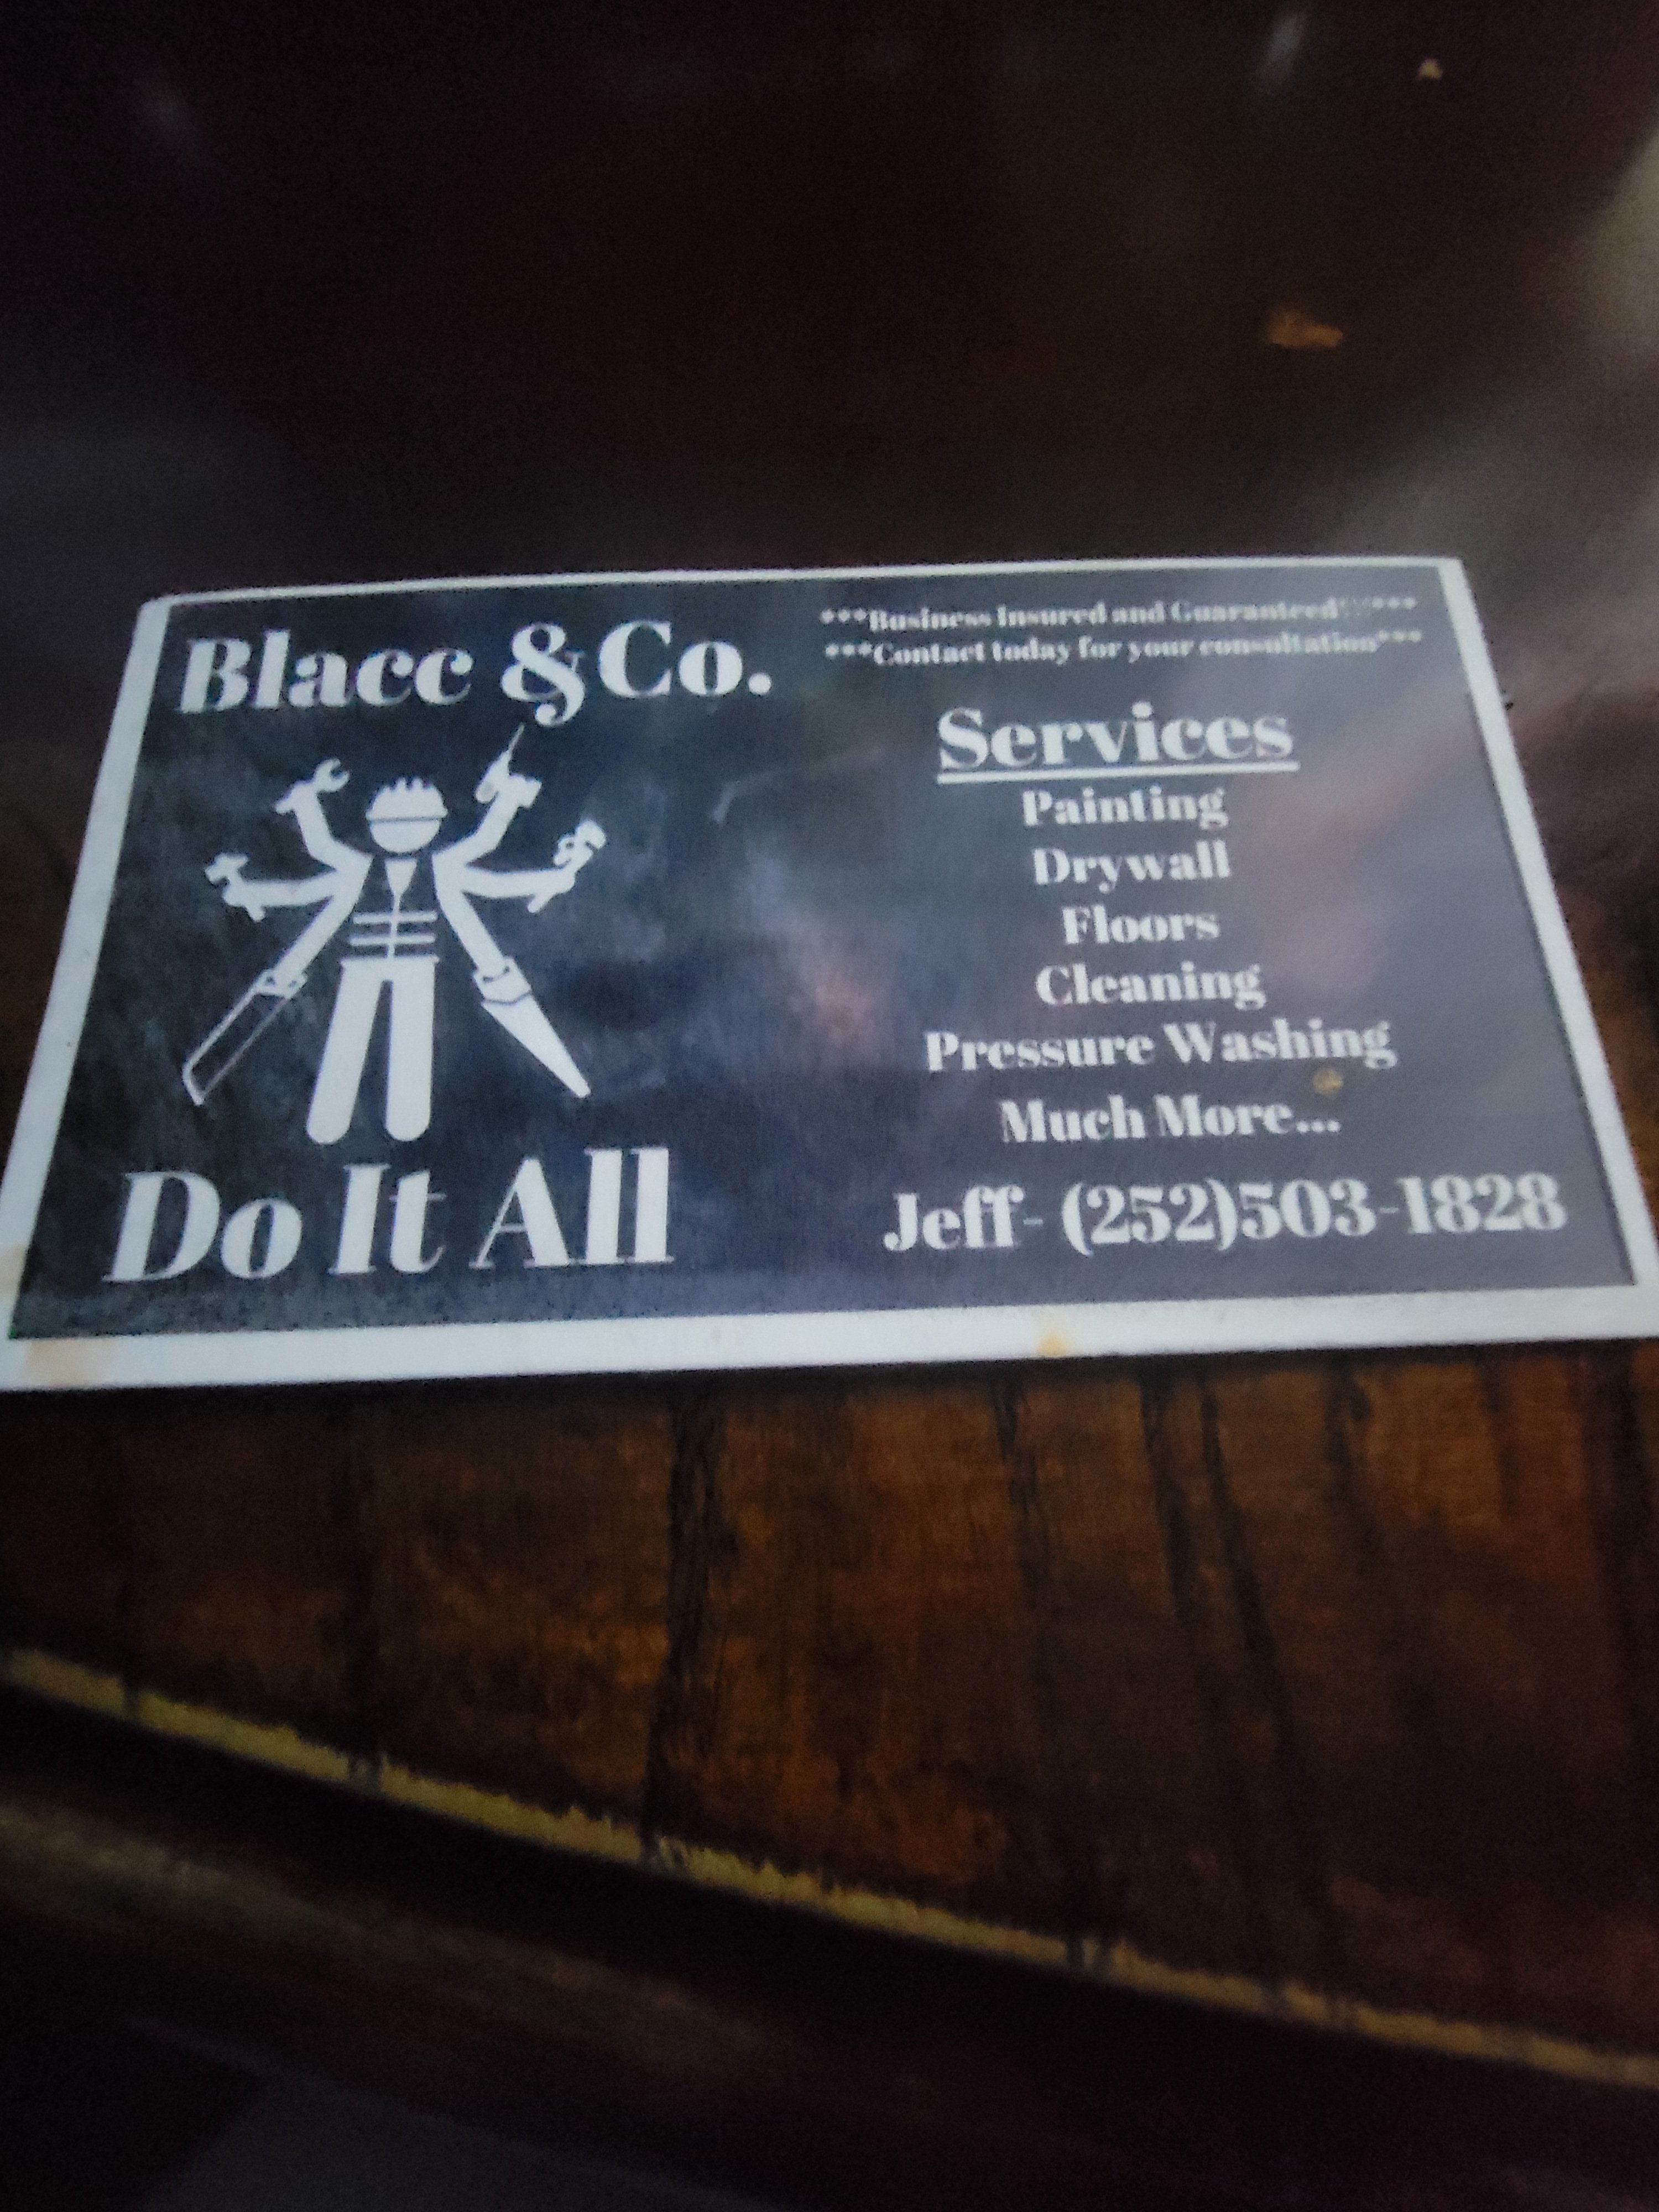 Blacc & Co.
Do It All
***Business Insured and Guaranteed!!!***
***Contact today for your consultation***
Services
Painting
Drywall
Floors
Cleaning
Pressure Washing
Much More...
Jeff- (252)503-1828